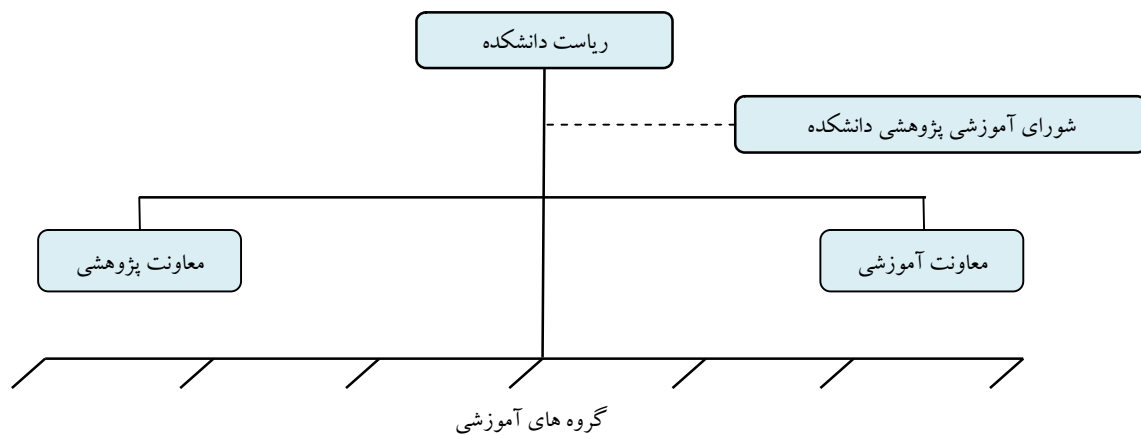 ریاست دانشکده
شورای آموزشی پژوهشی دانشکده
معاونت آموزشی
معاونت پژوهشی
گروه های آموزشی